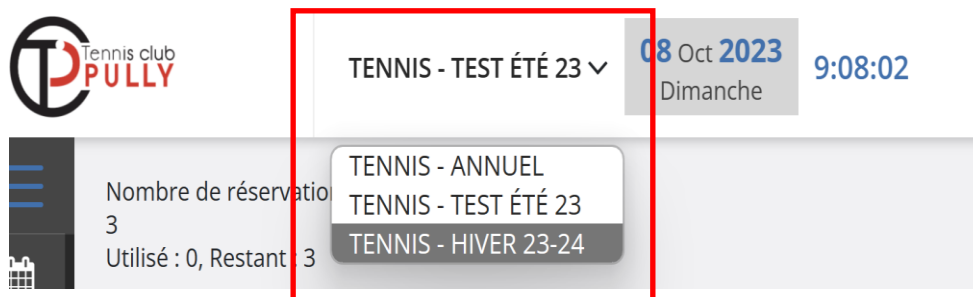 Tennis club
PULLY
TENNIS - TEST ÉTÉ 23
08 Oct 2023
Dimanche
9:08:02
TENNIS - ANNUEL
TENNIS - TEST ÉTÉ 23
TENNIS - HIVER 23-24
Nombre de
3
Utilisé : 0, Restant : 3